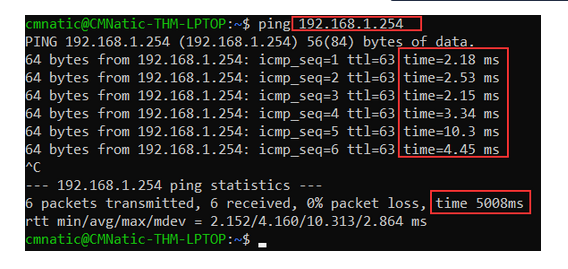 cmnatic@CMNatic-THM-LPTOP:~$ ping 192.168.1.254
PING 192.168.1.254 (192.168.1.254) 56(84) bytes of data.
64 bytes from 192.168.1.254: icmp_seq=1 ttl=63 time=2.18 ms
64 bytes from 192.168.1.254: icmp_seq=2 ttl=63 time=2.53 ms
64 bytes from 192.168.1.254: icmp_seq=3 ttl=63 time=2.15 ms
64 bytes from 192.168.1.254: icmp_seq=4 ttl=63 time=3.34 ms
64 bytes from 192.168.1.254: icmp_seq=5 ttl=63 time=10.3 ms
64 bytes from 192.168.1.254: icmp_seq=6 ttl=63 time=4.45 ms
^C
--- 192.168.1.254 ping statistics ---
6 packets transmitted, 6 received, 0% packet loss, time 5008ms
rtt min/avg/max/mdev = 2.152/4.160/10.313/2.864 ms
cmnatic@CMNatic-THM-LPTOP:~$